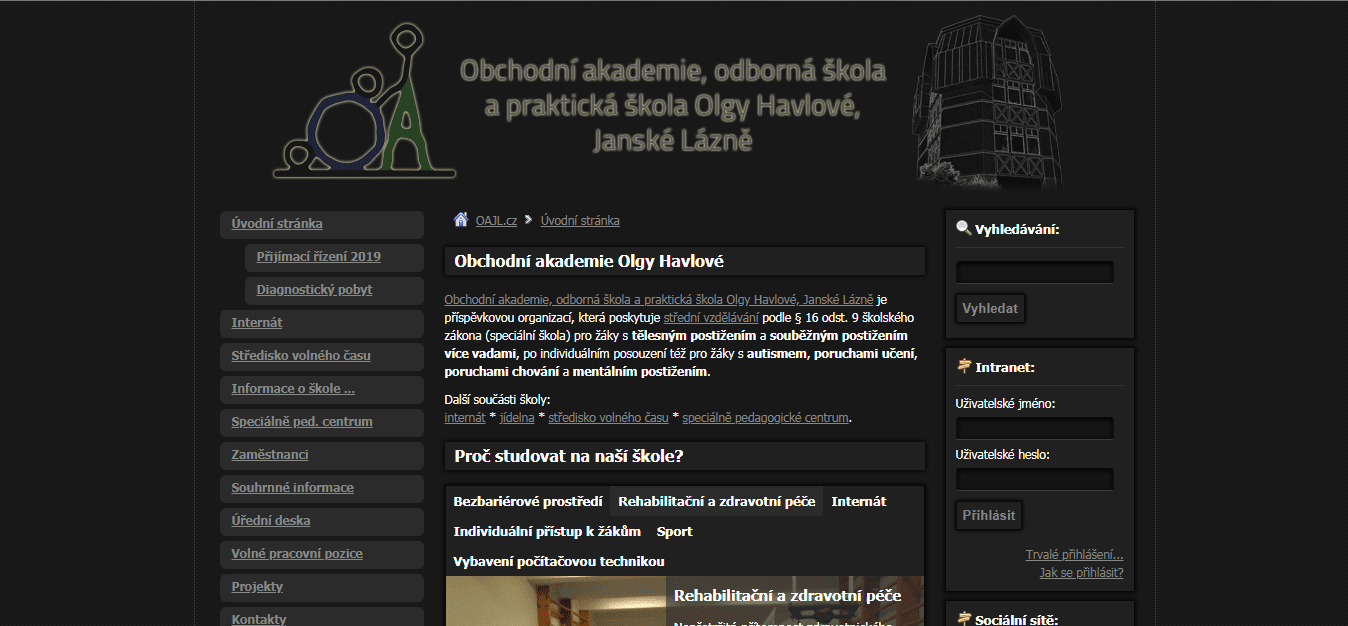 Obchodní akademie, odborná škola
a praktická škola Olgy Havlové,
Janské Lázně
OA
Úvodní stránka
Přijímací řízení 2019
Diagnostický pobyt
Internát
Středisko volného času
Informace o škole ...
Speciálně ped. centrum
Zaměstnanci
Souhrnné informace
Úřední deska
Volné pracovní pozice
Projekty
Kontakty
OAJL.cz Úvodní stránka
Obchodní akademie Olgy Havlové
Obchodní akademie, odborná škola a praktická škola Olgy Havlové, Janské Lázně je
příspěvkovou organizací, která poskytuje střední vzdělávání podle § 16 odst. 9 školského
zákona (speciální škola) pro žáky s tělesným postižením a souběžným postižením
více vadami, po individuálním posouzení též pro žáky s autismem, poruchami učení,
poruchami chování a mentálním postižením.
Další součásti školy:
internát * jídelna * středisko volného času * speciálně pedagogické centrum.
Proč studovat na naší škole?
Bezbariérové prostředí Rehabilitační a zdravotní péče Internát
Individuální přístup k žákům Sport
Vybavení počítačovou technikou
Rehabilitační a zdravotní péče
Vyhledávání:
Vyhledat
Intranet:
Uživatelské jméno:
Uživatelské heslo:
Přihlásit
Trvalé přihlášení...
Jak se přihlásit?
Sociální sítě: